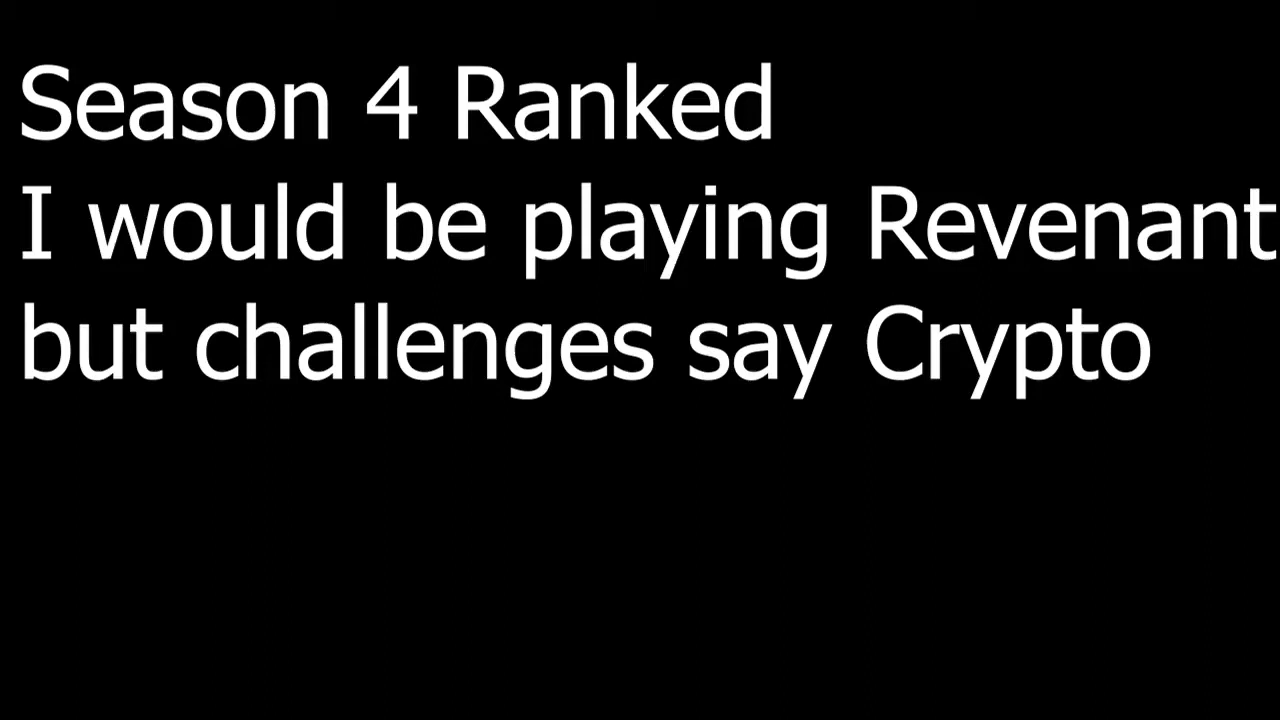 Season 4 Ranked
I would be playing Revenant
but challenges say Crypto